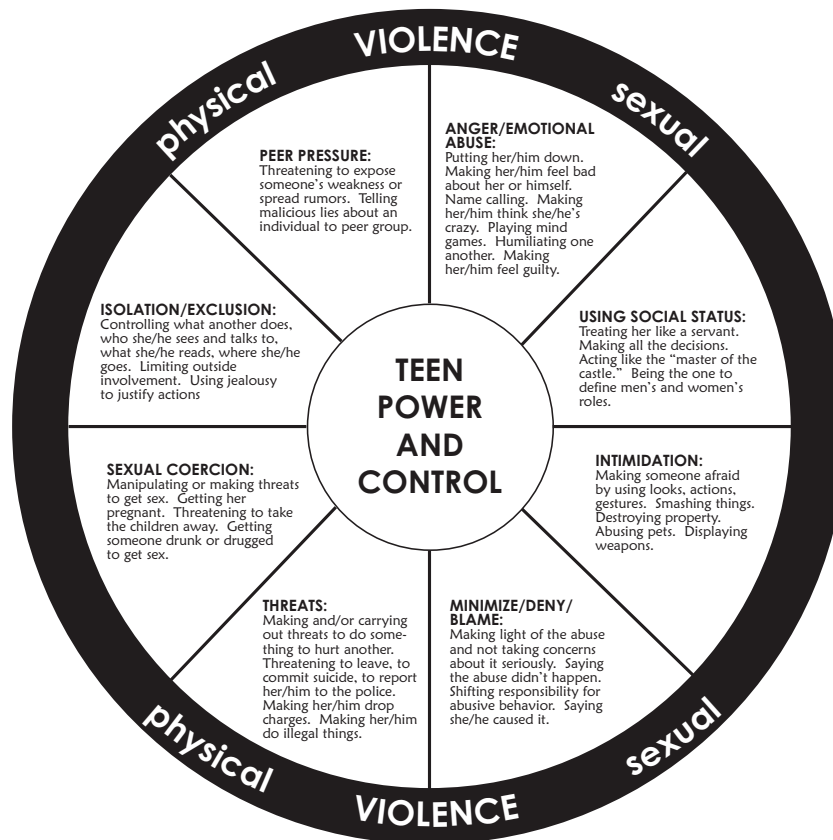 VIOLENCE
physical
sexual
PEER PRESSURE:
Threatening to expose
someone’s weakness or
spread rumors. Telling
malicious lies about an
individual to peer group.
ANGER/EMOTIONAL
ABUSE:
Putting her/him down.
Making her/him feel bad
about her or himself.
Name calling. Making
her/him think she/he’s
crazy. Playing mind
games. Humiliating one
another. Making
her/him feel guilty.
ISOLATION/EXCLUSION:
Controlling what another does,
who she/he sees and talks to,
what she/he reads, where she/he
goes. Limiting outside
involvement. Using jealousy
to justify actions
USING SOCIAL STATUS:
Treating her like a servant.
Making all the decisions.
Acting like the “master of the
castle.” Being the one to
define men’s and women’s
roles.
TEEN
POWER
AND
CONTROL
SEXUAL COERCION:
Manipulating or making threats
to get sex. Getting her
pregnant. Threatening to take
the children away. Getting
someone drunk or drugged
to get sex.
INTIMIDATION:
Making someone afraid
by using looks, actions,
gestures. Smashing things.
Destroying property.
Abusing pets. Displaying
weapons.
THREATS:
Making and/or carrying
out threats to do some-
thing to hurt another.
Threatening to leave, to
commit suicide, to report
her/him to the police.
Making her/him drop
charges. Making her/him
do illegal things.
MINIMIZE/DENY/
BLAME:
Making light of the abuse
and not taking concerns
about it seriously. Saying
the abuse didn’t happen.
Shifting responsibility for
abusive behavior. Saying
she/he caused it.
physical
sexual
VIOLENCE